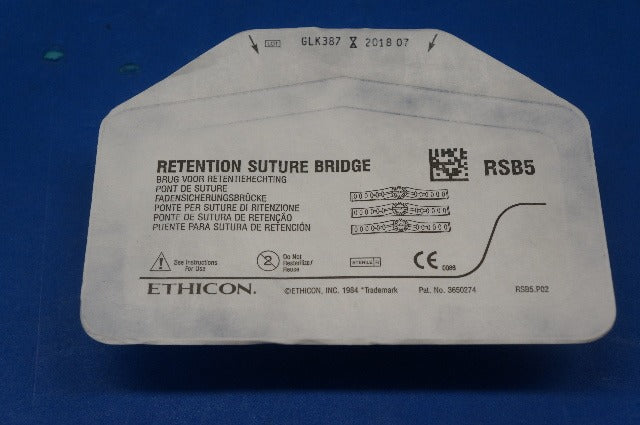 LOT GLK387 2018 07
RETENTION SUTURE BRIDGE RSB5
BRUG VOOR RETENTIEHECHTING
PONT DE SUTURE
FADENSICHERUNGSBRÜCKE
PONTE PER SUTURE DI RITENZIONE
PONTE DE SUTURA DE RETENÇÃO
PUENTE PARA SUTURA DE RETENCIÓN
See Instructions
For Use
2
Do Not
Resterilize/
Reuse
STERILE R
CE 0086
ETHICON. ©ETHICON, INC. 1984 *Trademark Pat. No. 3650274 RSB5.P02